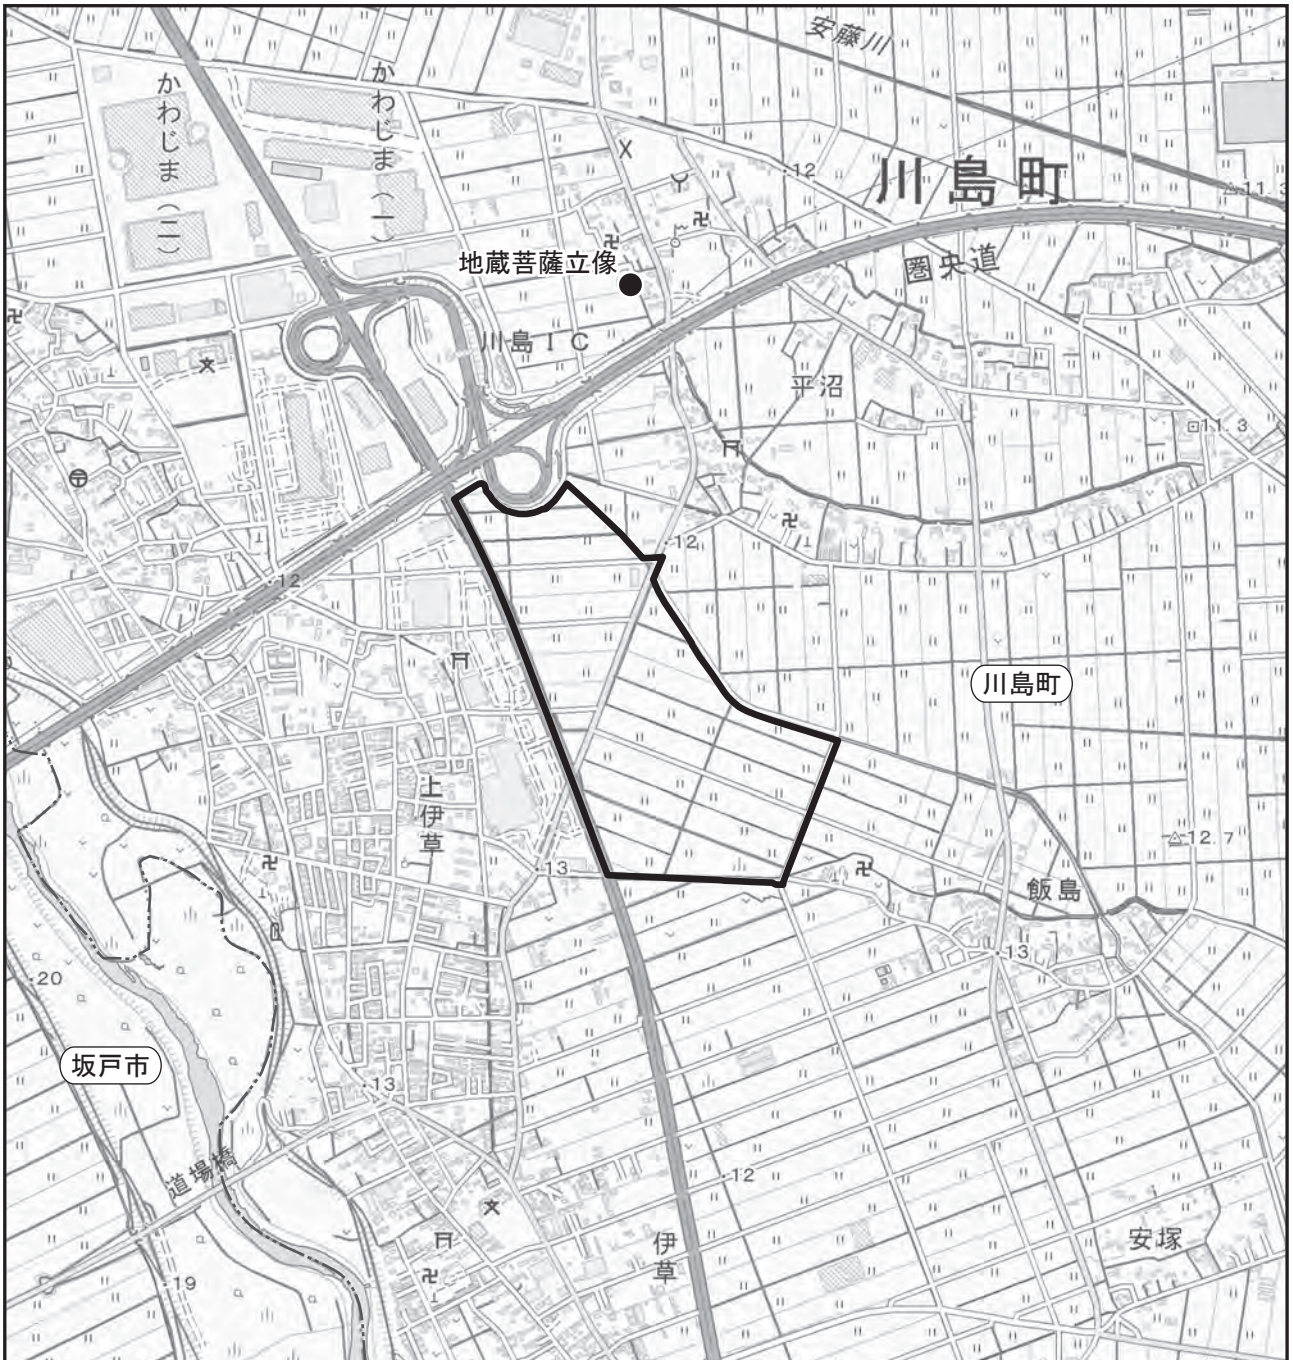 安藤川
かわじま(二)
かわじま(一)
川島町
・12
△11.3
地蔵菩薩立像
圏央道
川島IC
平沼
11.3
・12
・12
川島町
上伊草
・13
△12.7
飯島
・13
・20
坂戸市
・13
道場橋
・12
伊草
安塚
・19